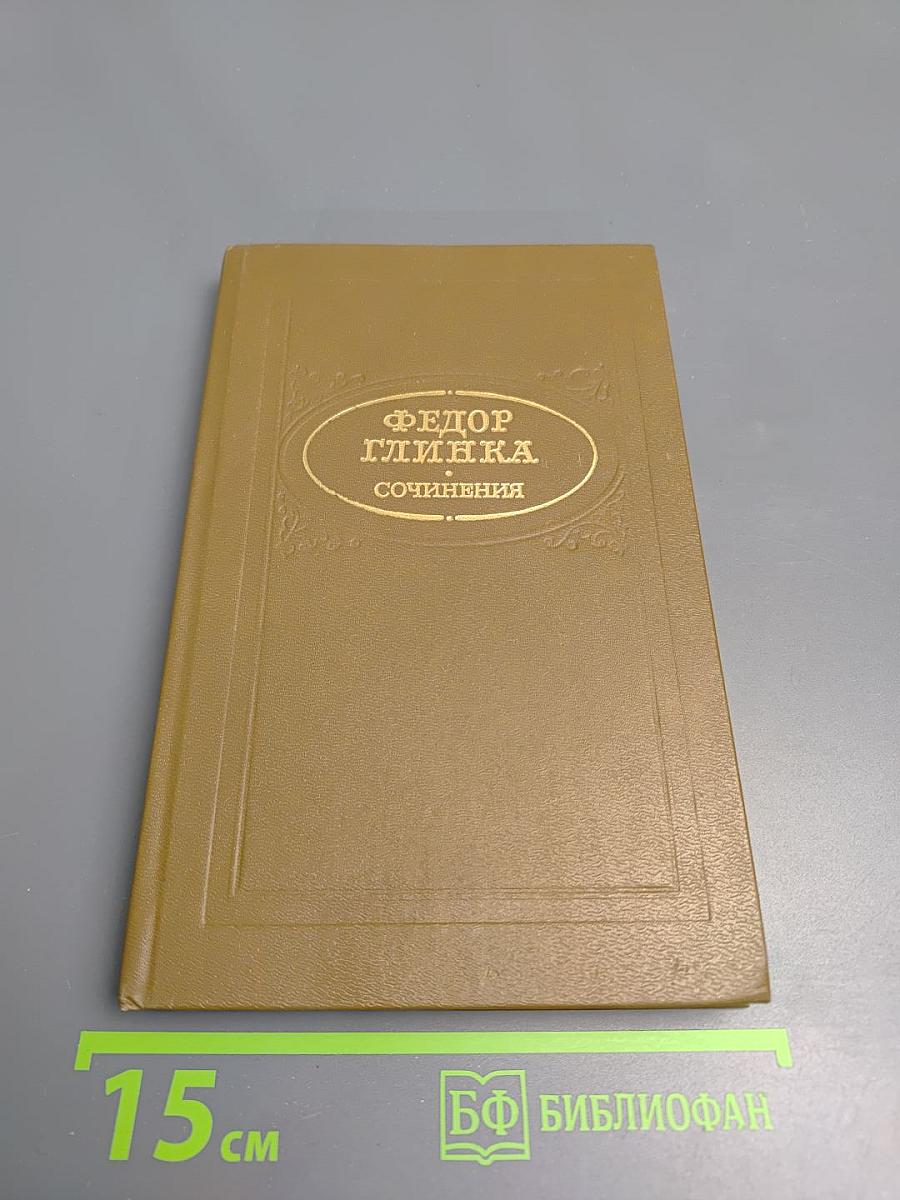 ФЕДОР
ГЛИНКА
СОЧИНЕНИЯ
15 см
БФ БИБЛИОФАН